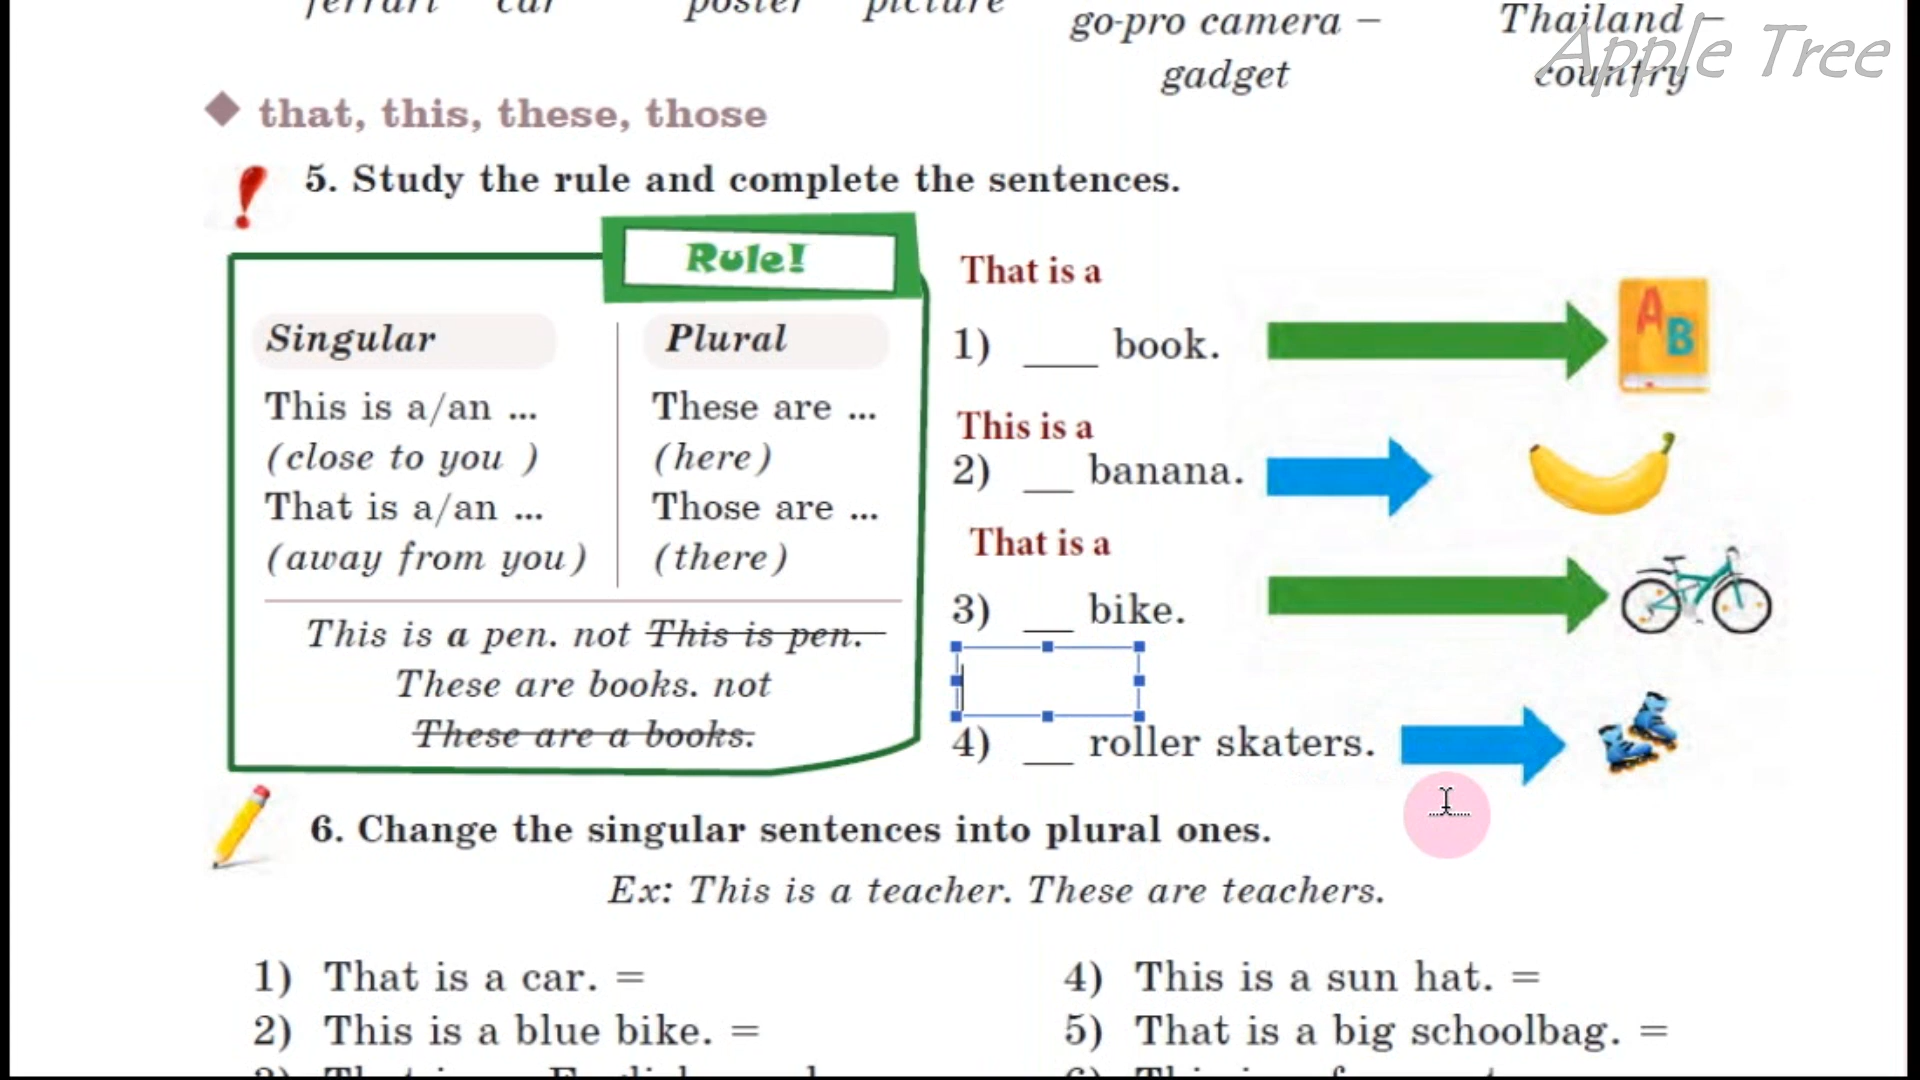 ferrari car poster picture
go-pro camera –
gadget
Thailand –
country
Apple Tree
that, this, these, those
5. Study the rule and complete the sentences.
Rule!
Singular
Plural
This is a/an ...
(close to you )
That is a/an ...
(away from you)
These are ...
(here)
Those are ...
(there)
This is a pen. not This is pen.
These are books. not
These are a books.
That is a
1) ___ book.
A
B
This is a
2) __ banana.
That is a
3) __ bike.
4) __ roller skaters.
6. Change the singular sentences into plural ones.
Ex: This is a teacher. These are teachers.
1) That is a car. =
2) This is a blue bike. =
4) This is a sun hat. =
5) That is a big schoolbag. =